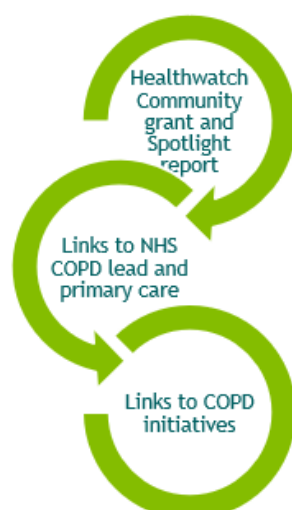 Healthwatch
Community
grant and
Spotlight
report
Links to NHS
COPD lead and
primary care
Links to COPD
initiatives